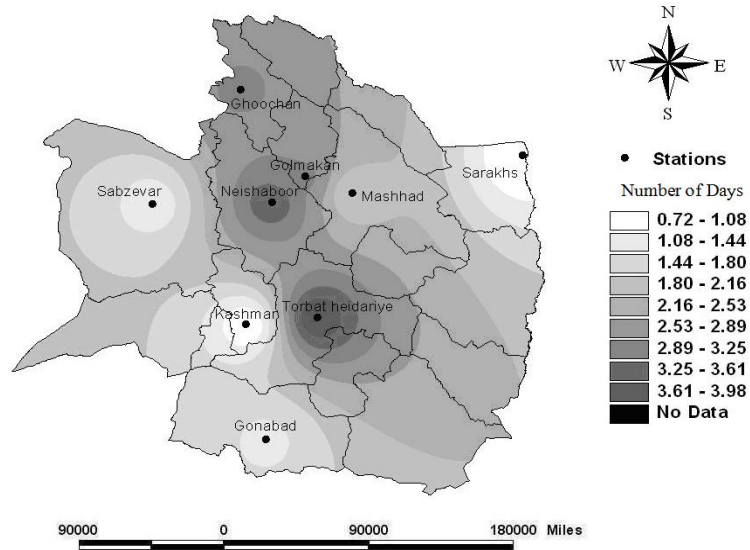 N
W E
S
Ghoochan
Golmakan
Sabzevar
Neishaboor
Mashhad
Sarakhs
Kashman
Torbat heidariye
Gonabad
Stations
Number of Days
0.72 - 1.08
1.08 - 1.44
1.44 - 1.80
1.80 - 2.16
2.16 - 2.53
2.53 - 2.89
2.89 - 3.25
3.25 - 3.61
3.61 - 3.98
No Data
90000 0 90000 180000 Miles